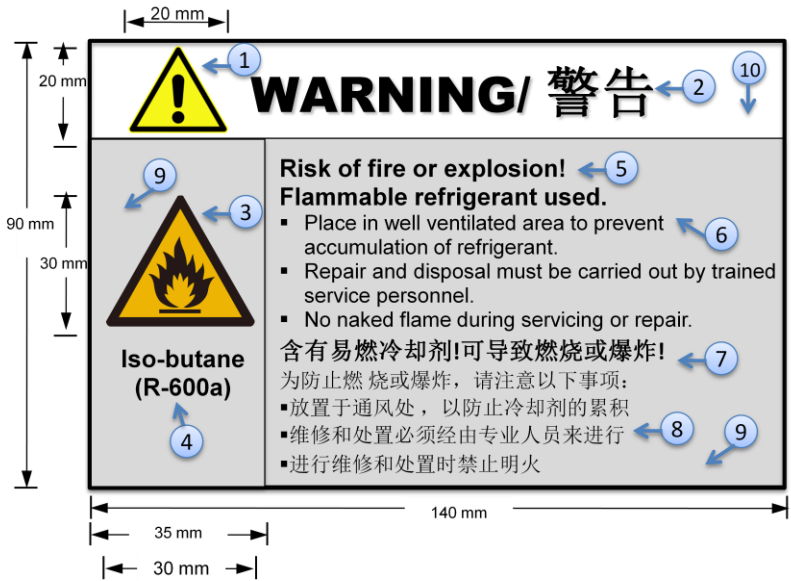 20 mm
1
10
20 mm
WARNING/ 警告
2
9
Risk of fire or explosion!
5
Flammable refrigerant used.
3
▪ Place in well ventilated area to prevent
6
90 mm
accumulation of refrigerant.
30 mm
▪ Repair and disposal must be carried out by trained
service personnel.
▪ No naked flame during servicing or repair.
Iso-butane
(R-600a)
4
含有易燃冷却剂!可导致燃烧或爆炸!
7
为防止燃 烧或爆炸，请注意以下事项：
▪放置于通风处 ，以防止冷却剂的累积
▪维修和处置必须经由专业人员来进行
8
9
▪进行维修和处置时禁止明火
140 mm
35 mm
30 mm